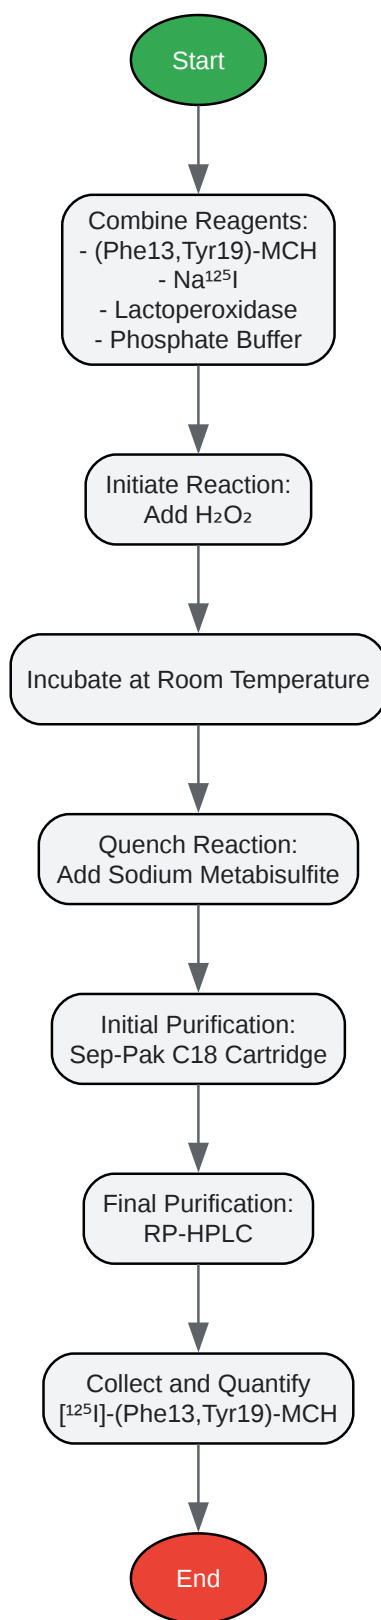 Start
Combine Reagents:
- (Phe13,Tyr19)-MCH
- Na¹²⁵I
- Lactoperoxidase
- Phosphate Buffer
Initiate Reaction:
Add H₂O₂
Incubate at Room Temperature
Quench Reaction:
Add Sodium Metabisulfite
Initial Purification:
Sep-Pak C18 Cartridge
Final Purification:
RP-HPLC
Collect and Quantify
[¹²⁵I]-(Phe13,Tyr19)-MCH
End